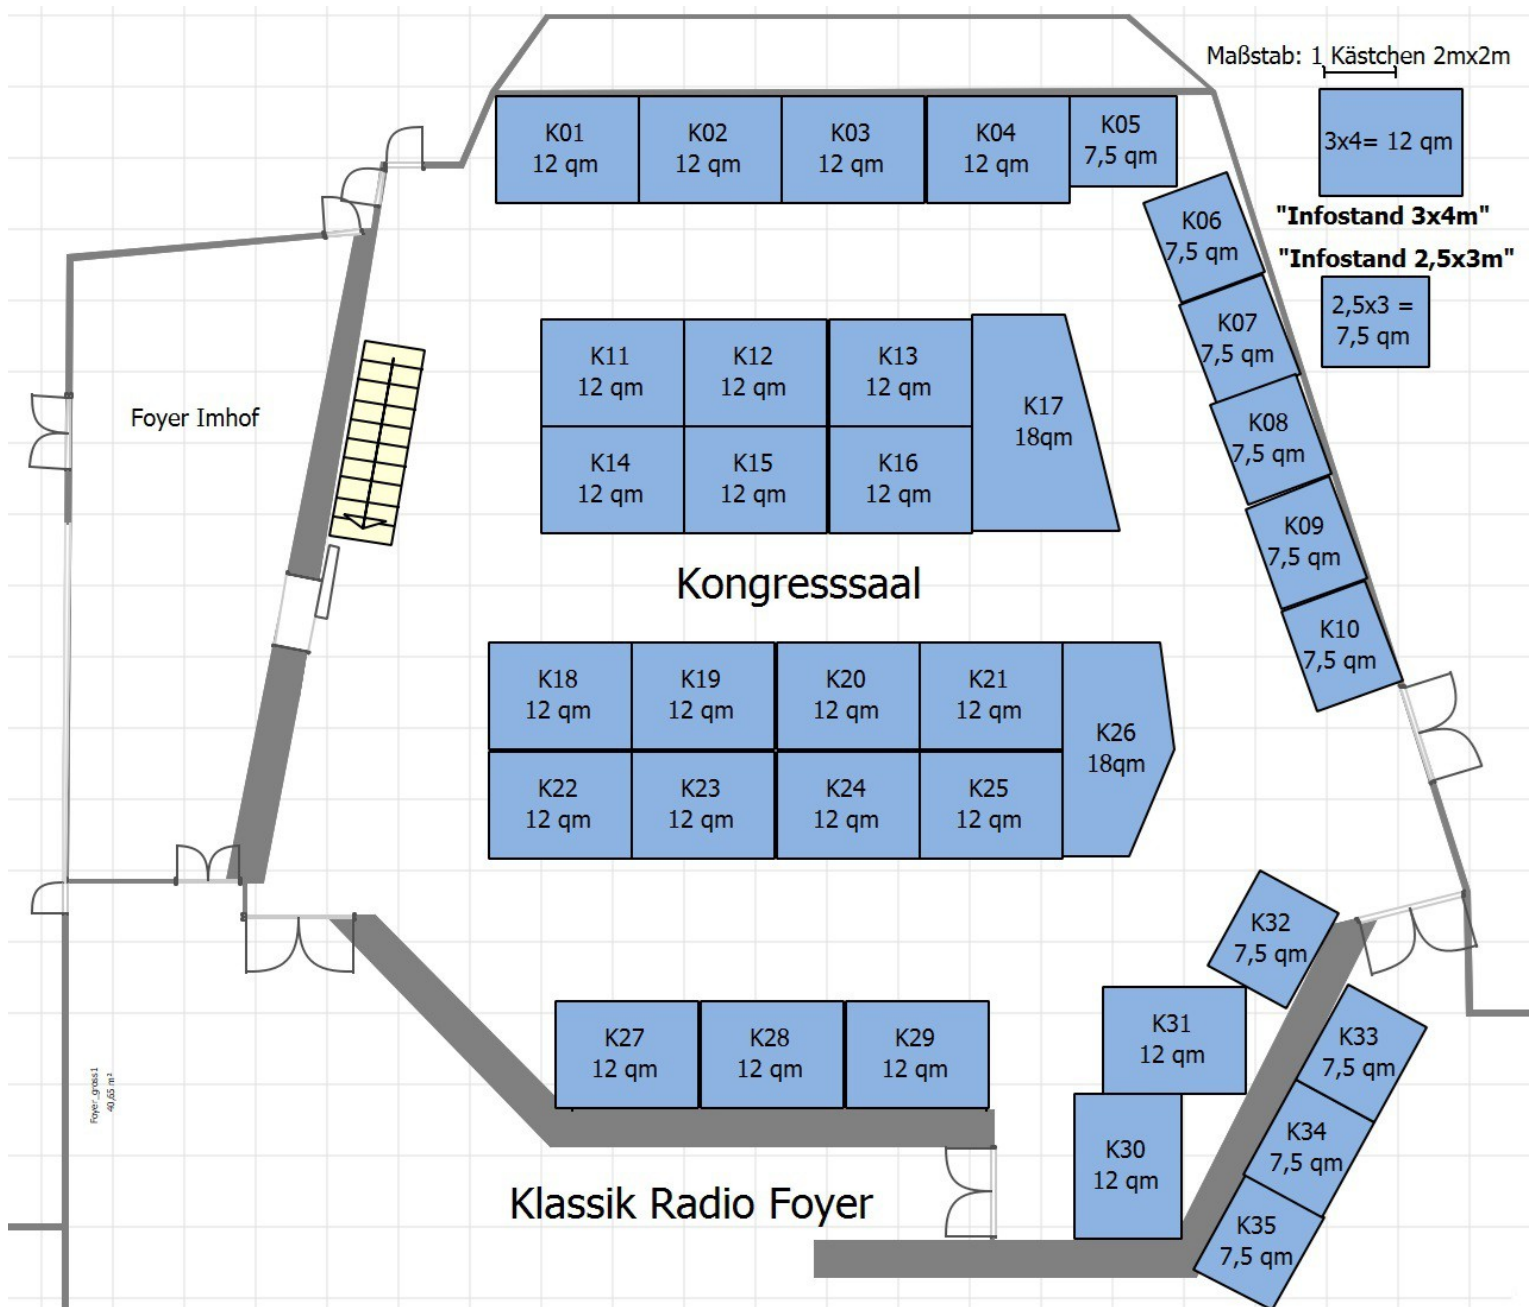 Maßstab: 1 Kästchen 2mx2m
3x4= 12 qm
"Infostand 3x4m"
"Infostand 2,5x3m"
2,5x3 =
7,5 qm
K01
12 qm
K02
12 qm
K03
12 qm
K04
12 qm
K05
7,5 qm
K06
7,5 qm
K07
7,5 qm
K08
7,5 qm
K09
7,5 qm
K10
7,5 qm
K11
12 qm
K12
12 qm
K13
12 qm
K14
12 qm
K15
12 qm
K16
12 qm
K17
18qm
Foyer Imhof
Kongresssaal
K18
12 qm
K19
12 qm
K20
12 qm
K21
12 qm
K22
12 qm
K23
12 qm
K24
12 qm
K25
12 qm
K26
18qm
K27
12 qm
K28
12 qm
K29
12 qm
K30
12 qm
K31
12 qm
K32
7,5 qm
K33
7,5 qm
K34
7,5 qm
K35
7,5 qm
Foyer_gross1
40,65 m²
Klassik Radio Foyer